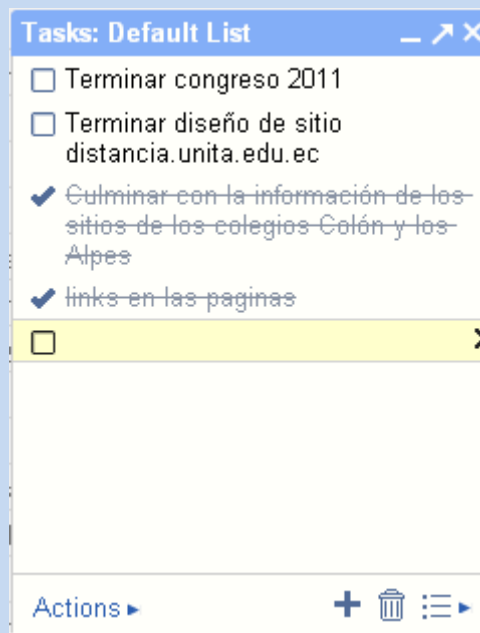 Tasks: Default List
Terminar congreso 2011
Terminar diseño de sitio
distancia.unita.edu.ec
Culminar con la información de los
sitios de los colegios Colón y los
Alpes
links en las paginas
Actions